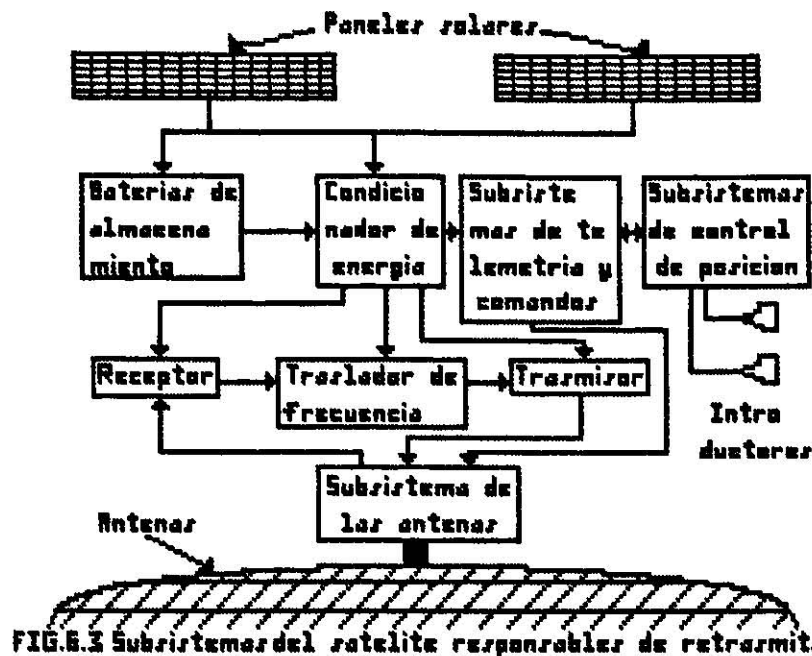 Paneles solares
Baterias de
almacena
miento
Condicio
nador de
energia
Subsiste
mas de te
lemetria y
comandos
Subsistemas
de control
de posicion
Receptor
Traslador de
frecuencia
Trasmisor
Intro
ductores
Subsistema de
las antenas
Antenas
FIG.6.3 Subsistemas del satelite responsables de retrasmit